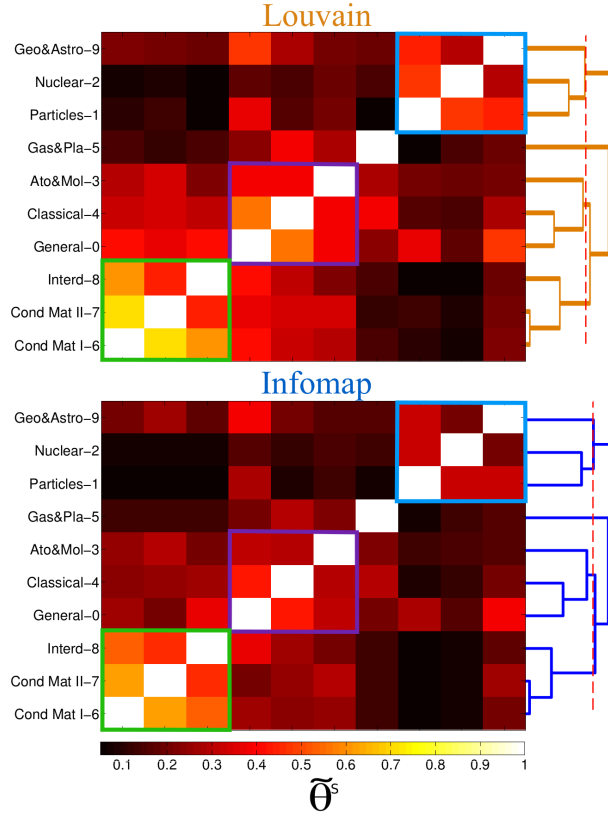 Louvain
Geo&Astro-9
Nuclear-2
Particles-1
Gas&Pla-5
Ato&Mol-3
Classical-4
General-0
Interd-8
Cond Mat II-7
Cond Mat I-6
Infomap
Geo&Astro-9
Nuclear-2
Particles-1
Gas&Pla-5
Ato&Mol-3
Classical-4
General-0
Interd-8
Cond Mat II-7
Cond Mat I-6
0.1 0.2 0.3 0.4 0.5 0.6 0.7 0.8 0.9 1
θ̃ˢ